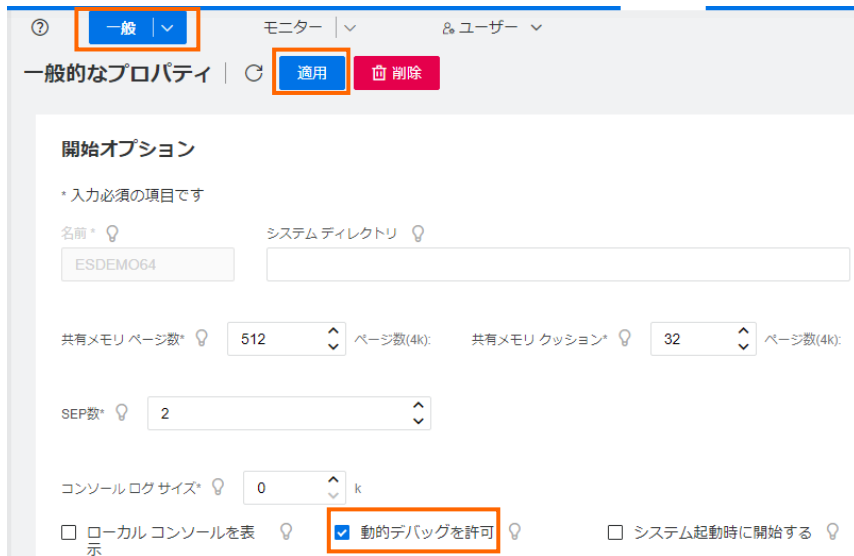 一般 モニター ユーザー
一般的なプロパティ 適用 削除
開始オプション
* 入力必須の項目です
名前* システム ディレクトリ
ESDEMO64
共有メモリ ページ数* 512 ページ数(4k): 共有メモリ クッション* 32 ページ数(4k):
SEP数* 2
コンソール ログ サイズ* 0 k
ローカル コンソールを表示 動的デバッグを許可 システム起動時に開始する